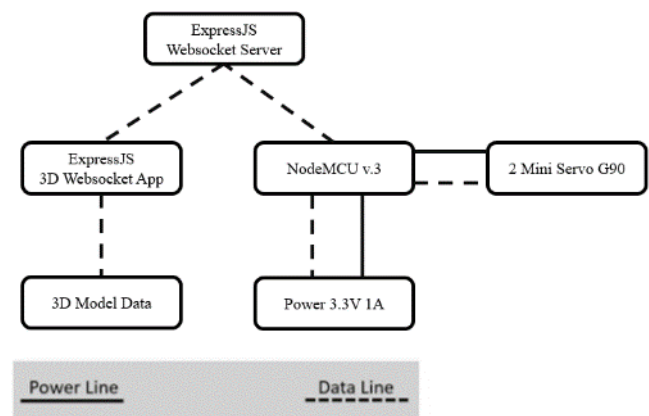 ExpressJS
Websocket Server
ExpressJS
3D Websocket App
NodeMCU v.3
2 Mini Servo G90
3D Model Data
Power 3.3V 1A
Power Line
Data Line